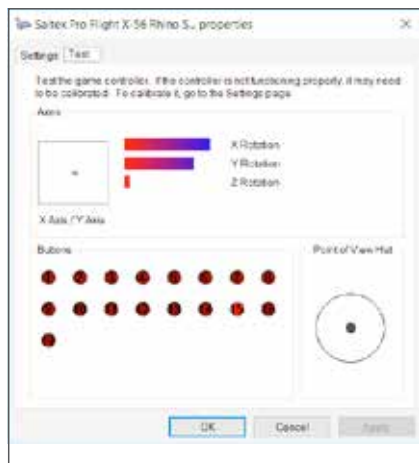 Saitek Pro Flight X-56 Rhino S... properties
Settings Test
Test the game controller. If the controller is not functioning properly, it may need
to be calibrated. To calibrate it, go to the Settings page.
Axes
X Rotation
Y Rotation
Z Rotation
X Axis / Y Axis
Buttons
Point of View Hat
OK Cancel Apply